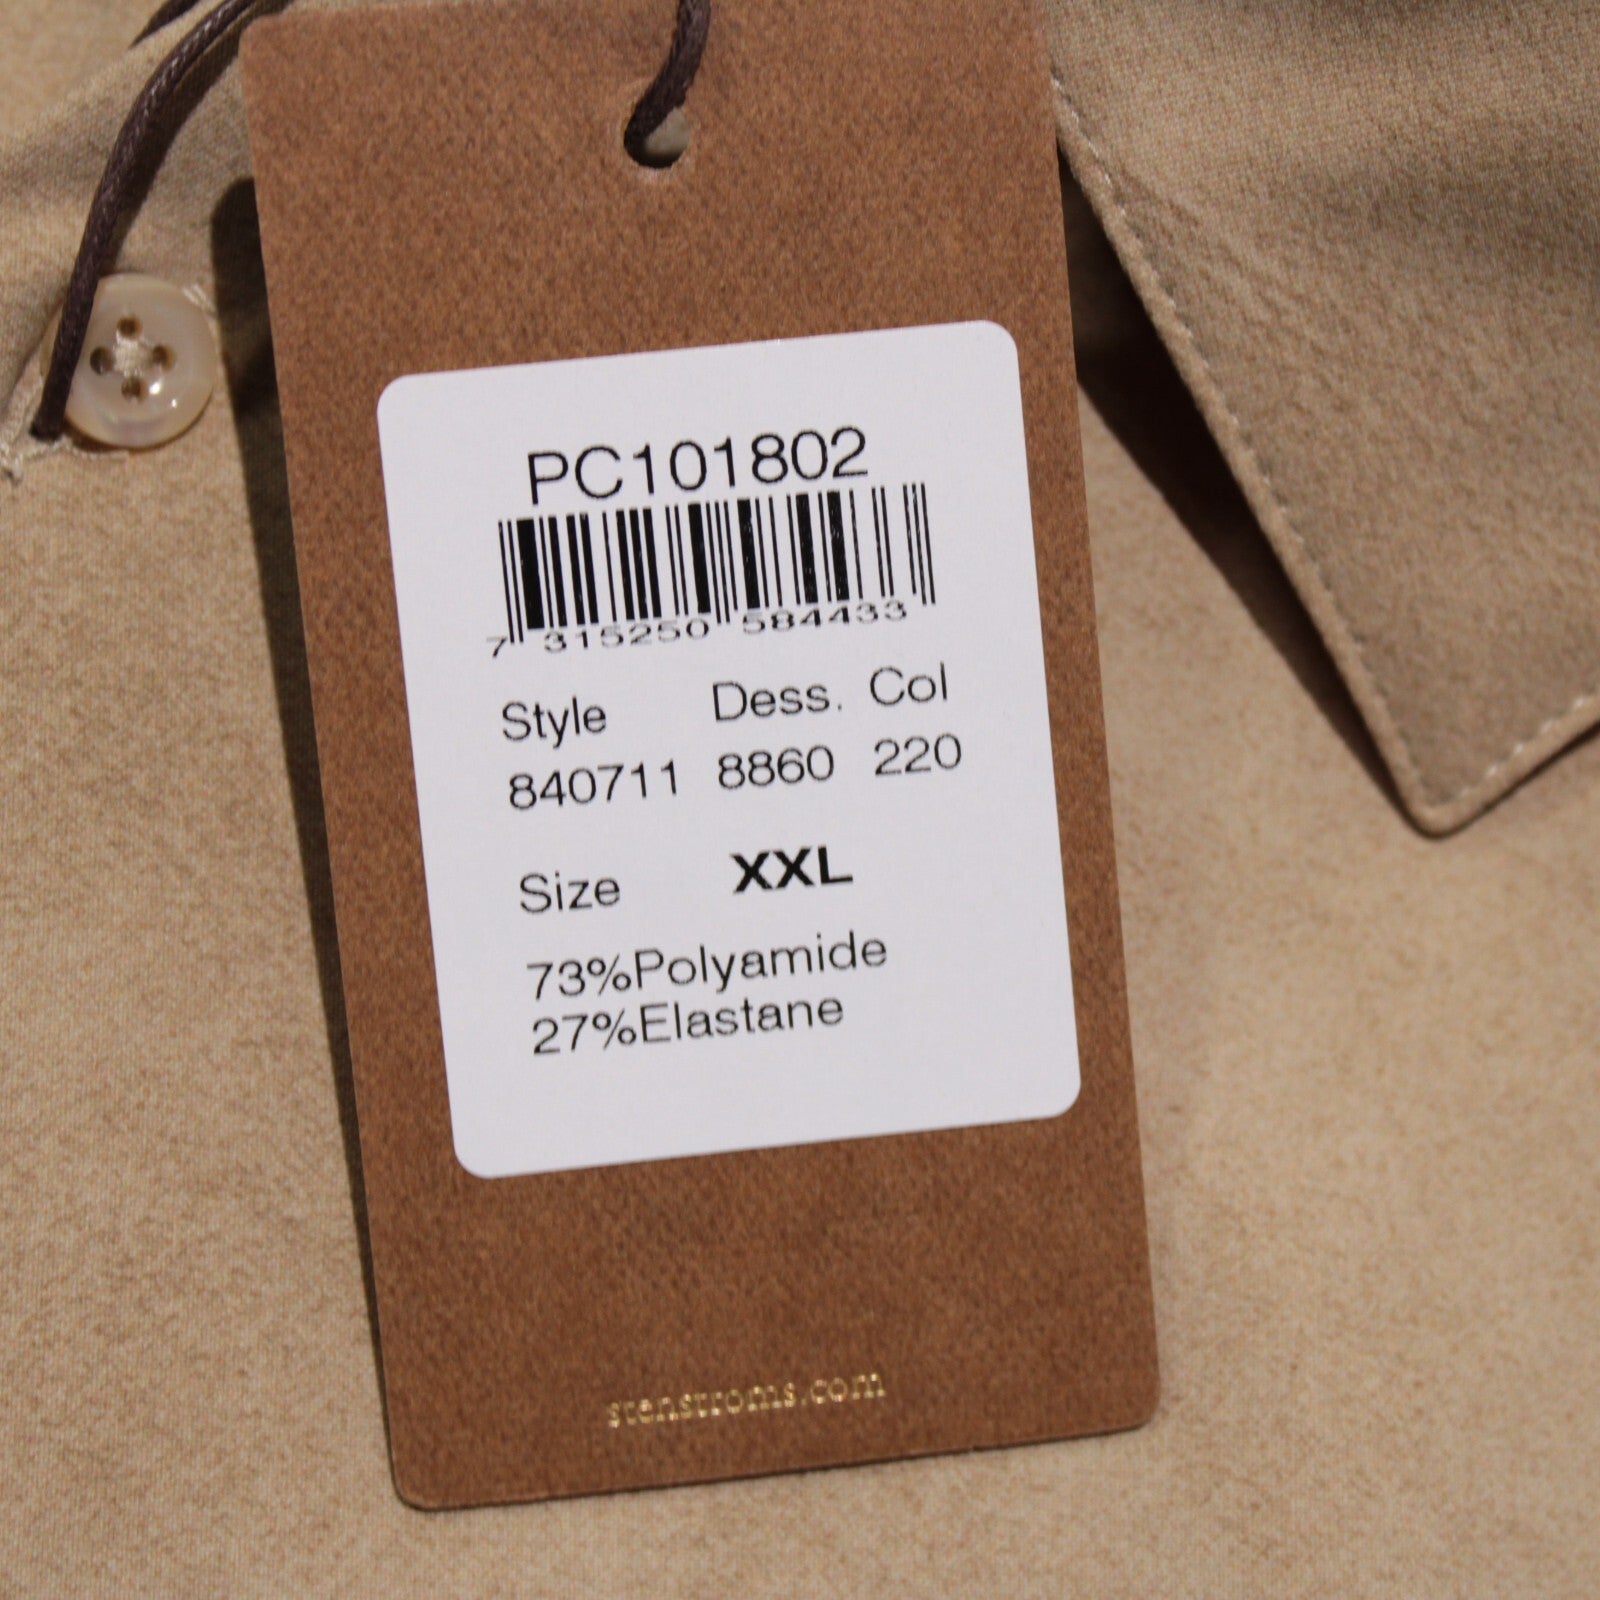 PC101802
7 315250 584433
Style Dess. Col
840711 8860 220
Size XXL
73%Polyamide
27%Elastane
stenstroms.com